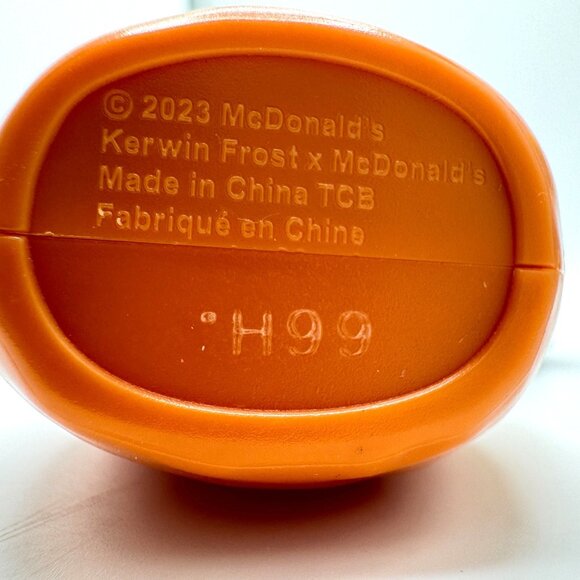 © 2023 McDonald's
Kerwin Frost x McDonald's
Made in China TCB
Fabriqué en Chine
H99